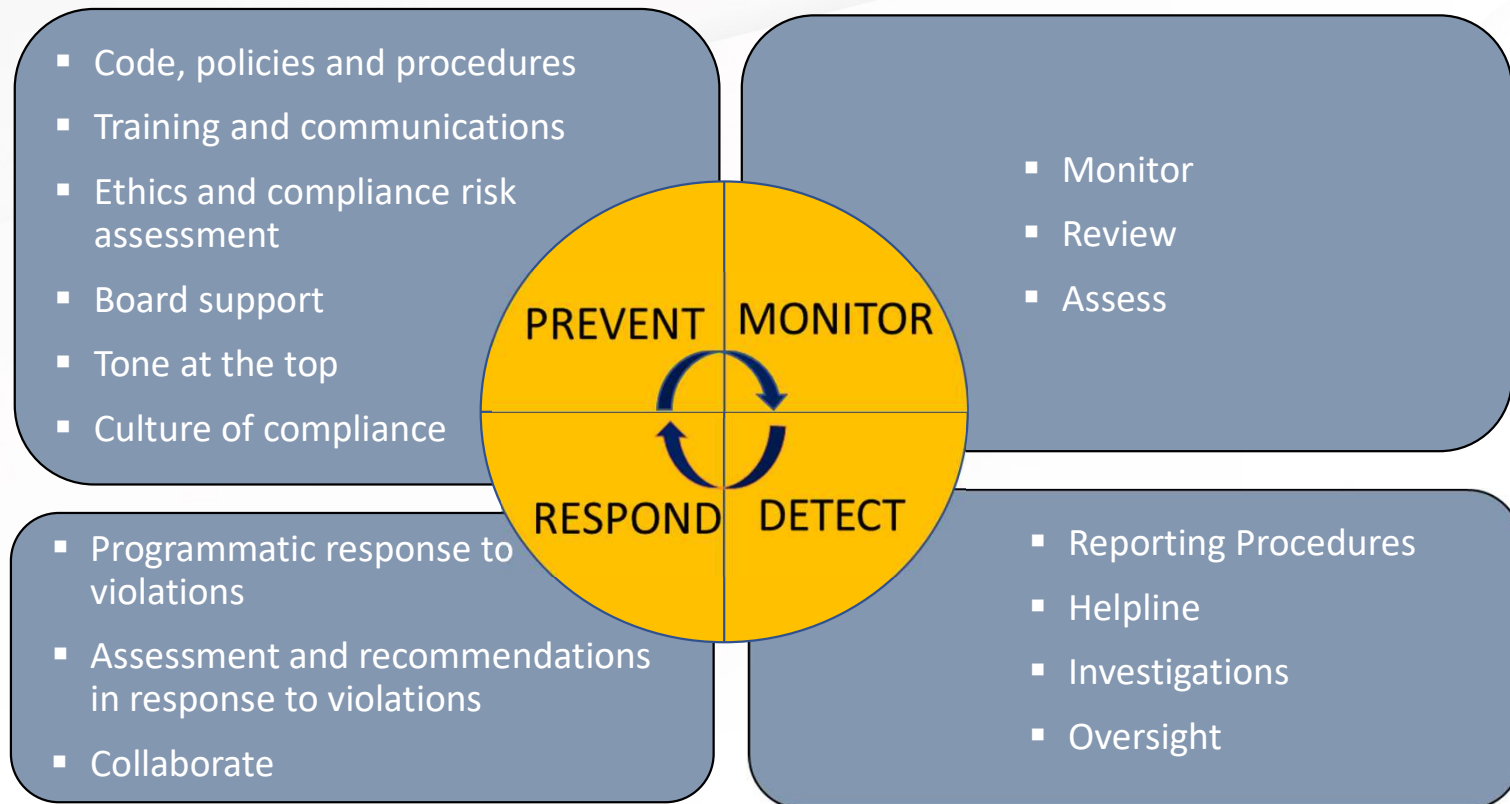 ▪ Code, policies and procedures
▪ Training and communications
▪ Ethics and compliance risk
assessment
▪ Board support
▪ Tone at the top
▪ Culture of compliance
▪ Monitor
▪ Review
▪ Assess
PREVENT
MONITOR
RESPOND
DETECT
▪ Programmatic response to
violations
▪ Assessment and recommendations
in response to violations
▪ Collaborate
▪ Reporting Procedures
▪ Helpline
▪ Investigations
▪ Oversight